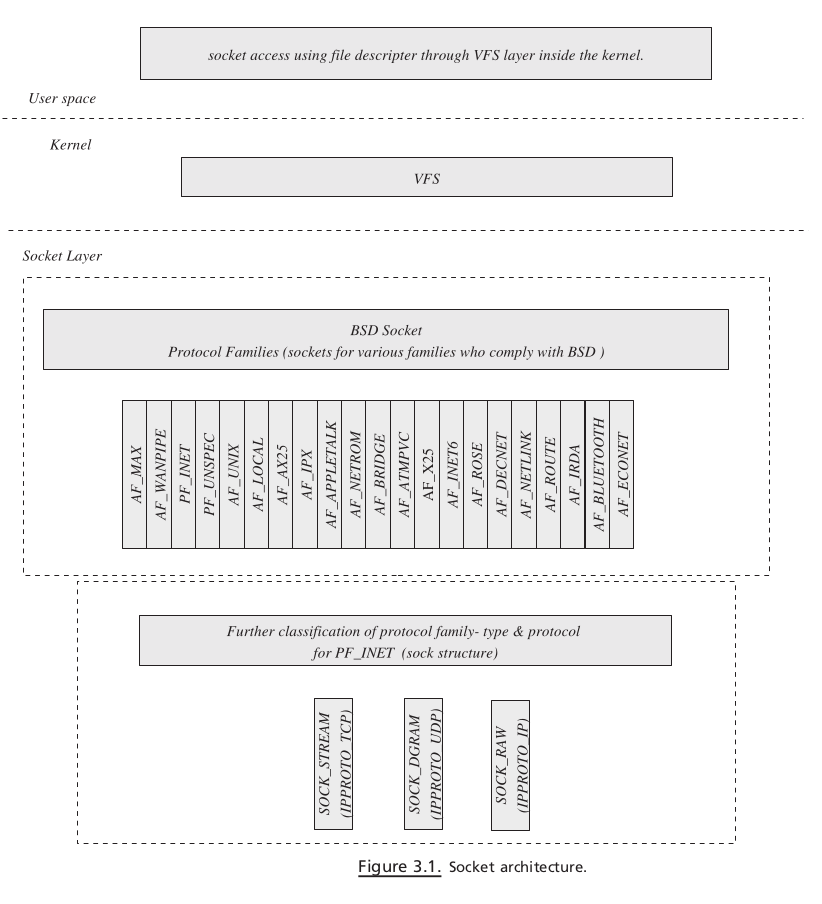 socket access using file descripter through VFS layer inside the kernel.
User space
Kernel
VFS
Socket Layer
BSD Socket
Protocol Families (sockets for various families who comply with BSD )
AF_MAX
AF_WANPIPE
PF_INET
PF_UNSPEC
AF_UNIX
AF_LOCAL
AF_AX25
AF_IPX
AF_APPLETALK
AF_NETROM
AF_BRIDGE
AF_ATMPVC
AF_X25
AF_INET6
AF_ROSE
AF_DECNET
AF_NETLINK
AF_ROUTE
AF_IRDA
AF_BLUETOOTH
AF_ECONET
Further classification of protocol family- type & protocol
for PF_INET (sock structure)
SOCK_STREAM
(IPPROTO_TCP)
SOCK_DGRAM
(IPPROTO_UDP)
SOCK_RAW
(IPPROTO_IP)
Figure 3.1. Socket architecture.